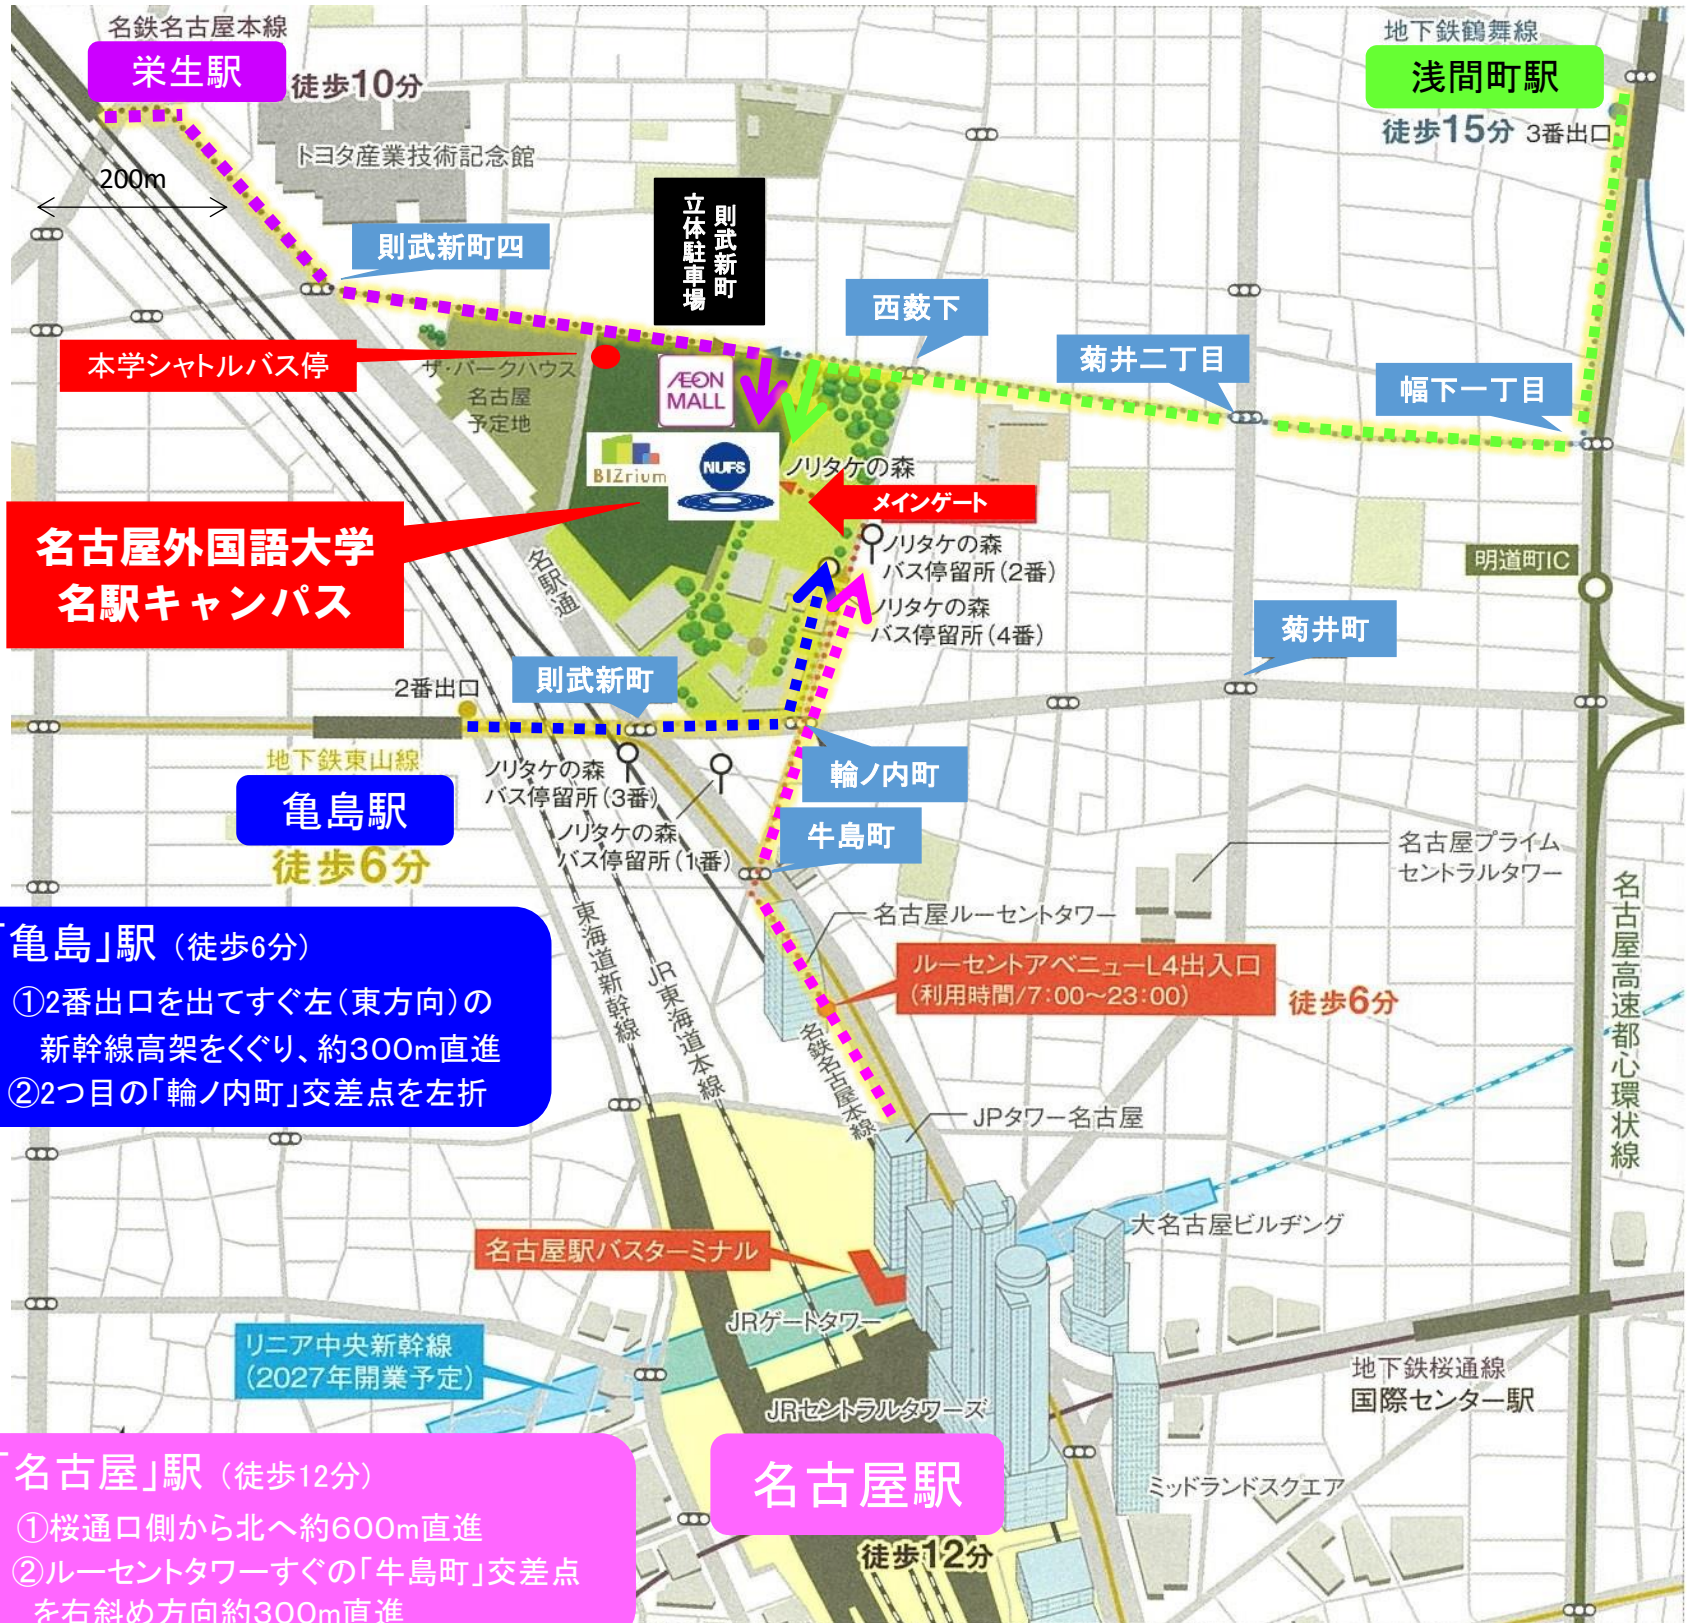 名鉄名古屋本線
栄生駅
徒歩10分
トヨタ産業技術記念館
200m
地下鉄鶴舞線
浅間町駅
徒歩15分
3番出口
則武新町
立体駐車場
則武新町四
西薮下
菊井二丁目
幅下一丁目
本学シャトルバス停
ザ・パークハウス
名古屋
予定地
ÆON
MALL
BIZrium
NUFS
ノリタケの森
メインゲート
名古屋外国語大学
名駅キャンパス
名駅通
ノリタケの森
バス停留所(2番)
ノリタケの森
バス停留所(4番)
明道町IC
菊井町
則武新町
2番出口
地下鉄東山線
亀島駅
徒歩6分
ノリタケの森
バス停留所(3番)
ノリタケの森
バス停留所(1番)
輪ノ内町
牛島町
名古屋プライム
セントラルタワー
名古屋ルーセントタワー
ルーセントアベニューL4出入口
(利用時間/7:00〜23:00)
徒歩6分
名古屋高速都心環状線
東海道新幹線
JR東海道本線
名鉄名古屋本線
「亀島」駅(徒歩6分)
①2番出口を出てすぐ左(東方向)の
新幹線高架をくぐり、約300m直進
②2つ目の「輪ノ内町」交差点を左折
JPタワー名古屋
大名古屋ビルヂング
名古屋駅バスターミナル
JRゲートタワー
リニア中央新幹線
(2027年開業予定)
地下鉄桜通線
国際センター駅
JRセントラルタワーズ
名古屋駅
徒歩12分
ミッドランドスクエア
「名古屋」駅(徒歩12分)
①桜通口側から北へ約600m直進
②ルーセントタワーすぐの「牛島町」交差点
を右斜め方向約300m直進